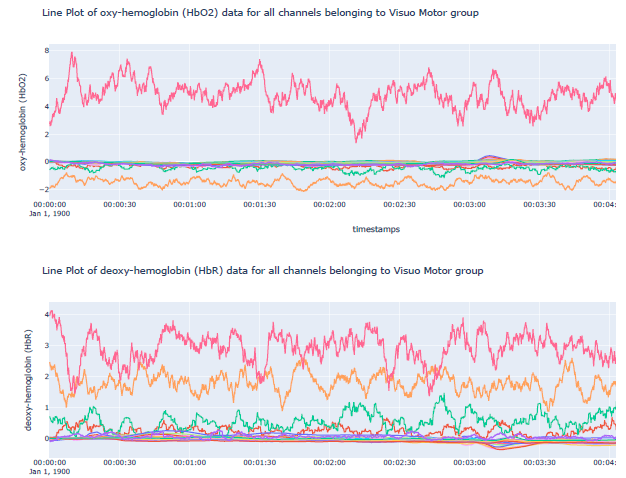 Line Plot of oxy-hemoglobin (HbO2) data for all channels belonging to Visuo Motor group
oxy-hemoglobin (HbO2)
8
6
4
2
0
−2
00:00:00 00:00:30 00:01:00 00:01:30 00:02:00 00:02:30 00:03:00 00:03:30 00:04:
Jan 1, 1900
timestamps
Line Plot of deoxy-hemoglobin (HbR) data for all channels belonging to Visuo Motor group
deoxy-hemoglobin (HbR)
4
3
2
1
0
00:00:00 00:00:30 00:01:00 00:01:30 00:02:00 00:02:30 00:03:00 00:03:30 00:04:
Jan 1, 1900